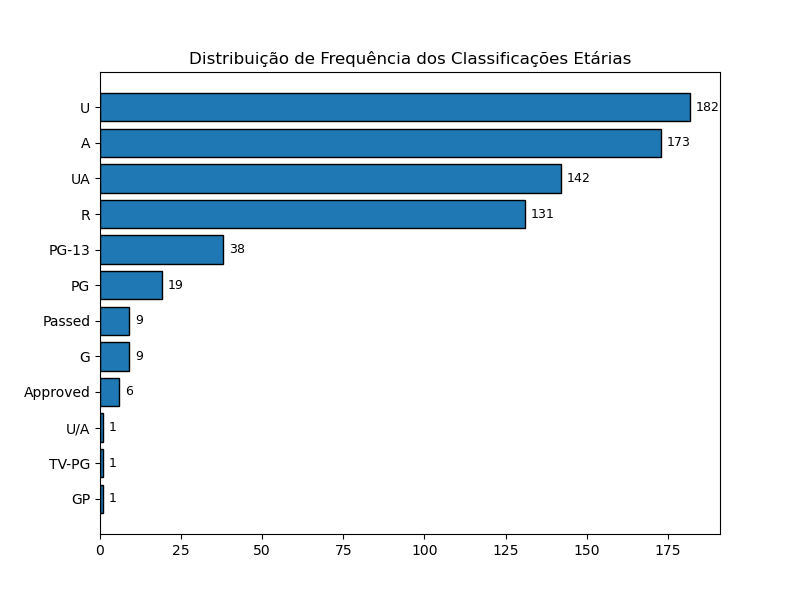 Distribuição de Frequência dos Classificações Etárias
U 182
A 173
UA 142
R 131
PG-13 38
PG 19
Passed 9
G 9
Approved 6
U/A 1
TV-PG 1
GP 1
0 25 50 75 100 125 150 175